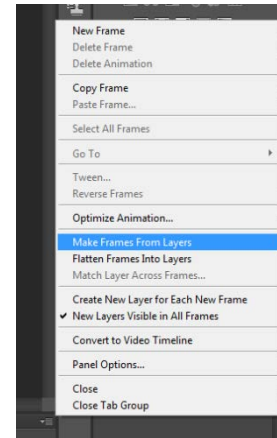 New Frame
Delete Frame
Delete Animation
Copy Frame
Paste Frame...
Select All Frames
Go To
Tween...
Reverse Frames
Optimize Animation...
Make Frames From Layers
Flatten Frames Into Layers
Match Layer Across Frames...
Create New Layer for Each New Frame
New Layers Visible in All Frames
Convert to Video Timeline
Panel Options...
Close
Close Tab Group